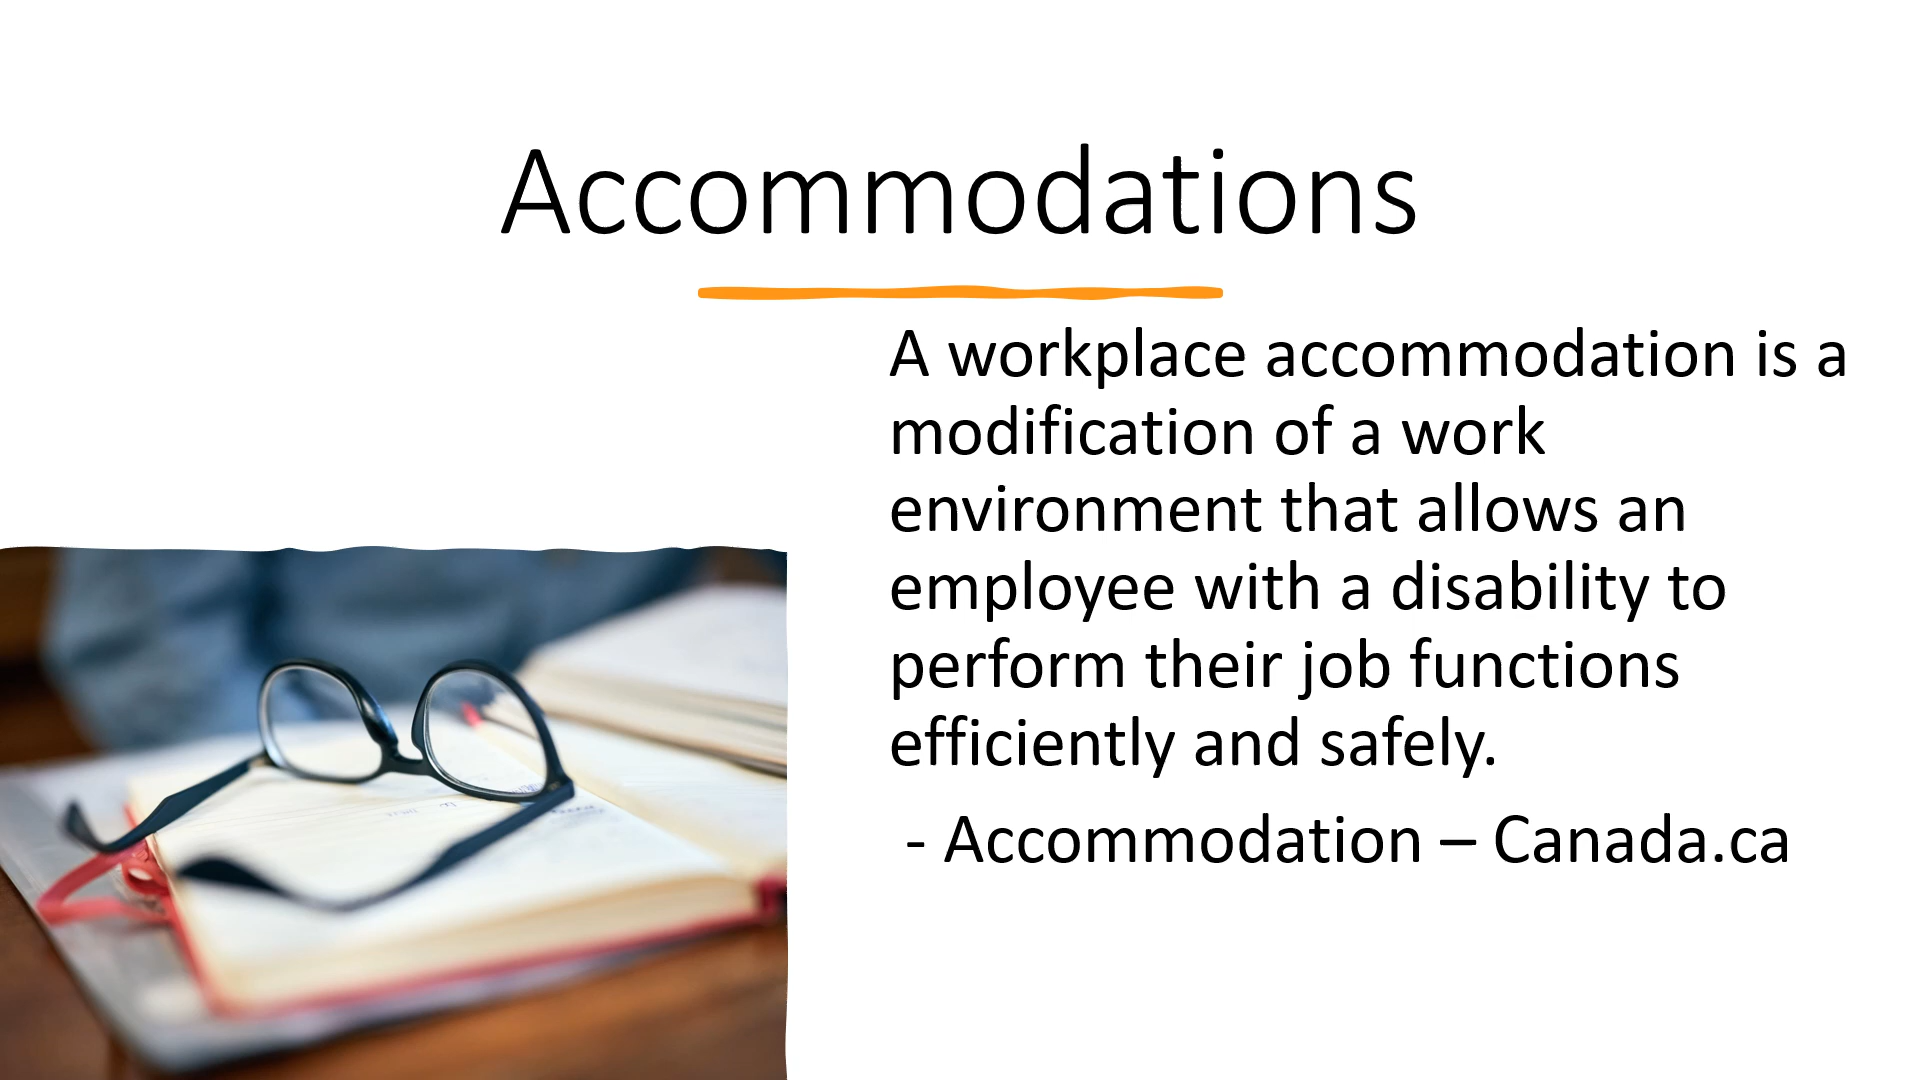 Accommodations
A workplace accommodation is a
modification of a work
environment that allows an
employee with a disability to
perform their job functions
efficiently and safely.
- Accommodation – Canada.ca